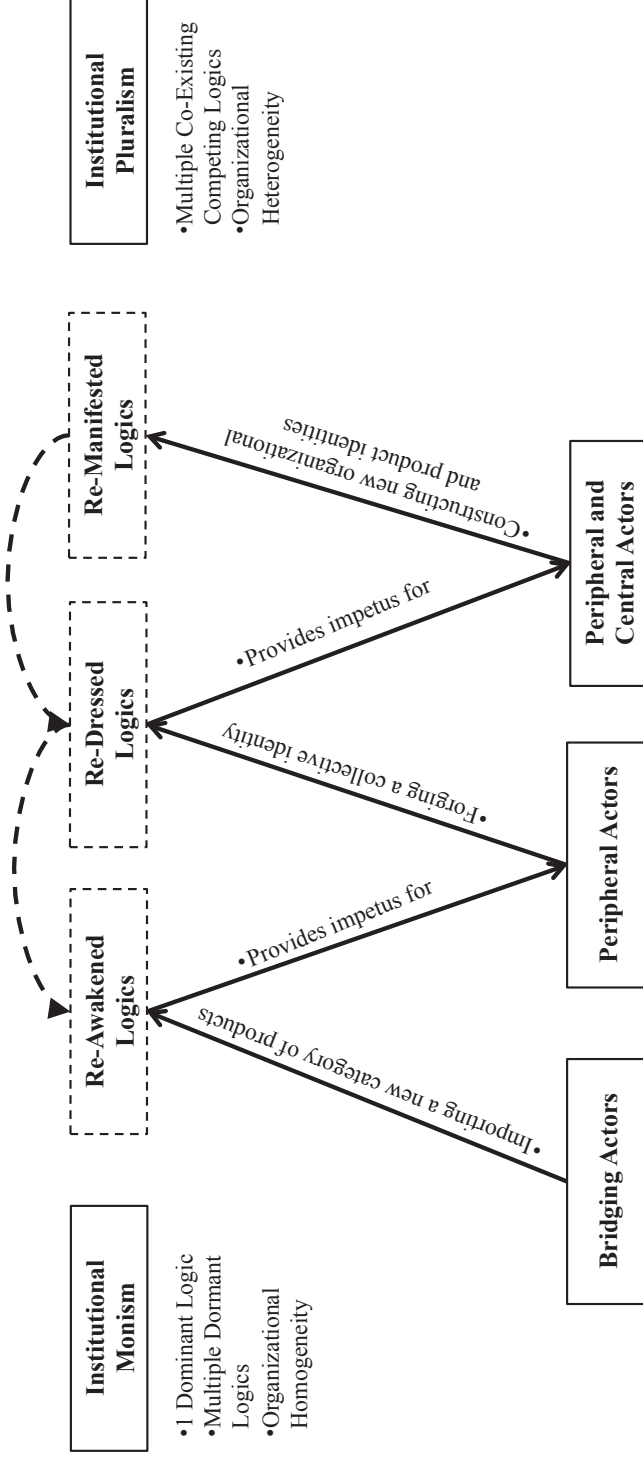 Institutional
Monism
•1 Dominant Logic
•Multiple Dormant
Logics
•Organizational
Homogeneity
Re-Awakened
Logics
Re-Dressed
Logics
Re-Manifested
Logics
Institutional
Pluralism
•Multiple Co-Existing
Competing Logics
•Organizational
Heterogeneity
•Importing a new category of products
•Provides impetus for
•Forging a collective identity
•Provides impetus for
•Constructing new organizational
and product identities
Bridging Actors
Peripheral Actors
Peripheral and
Central Actors